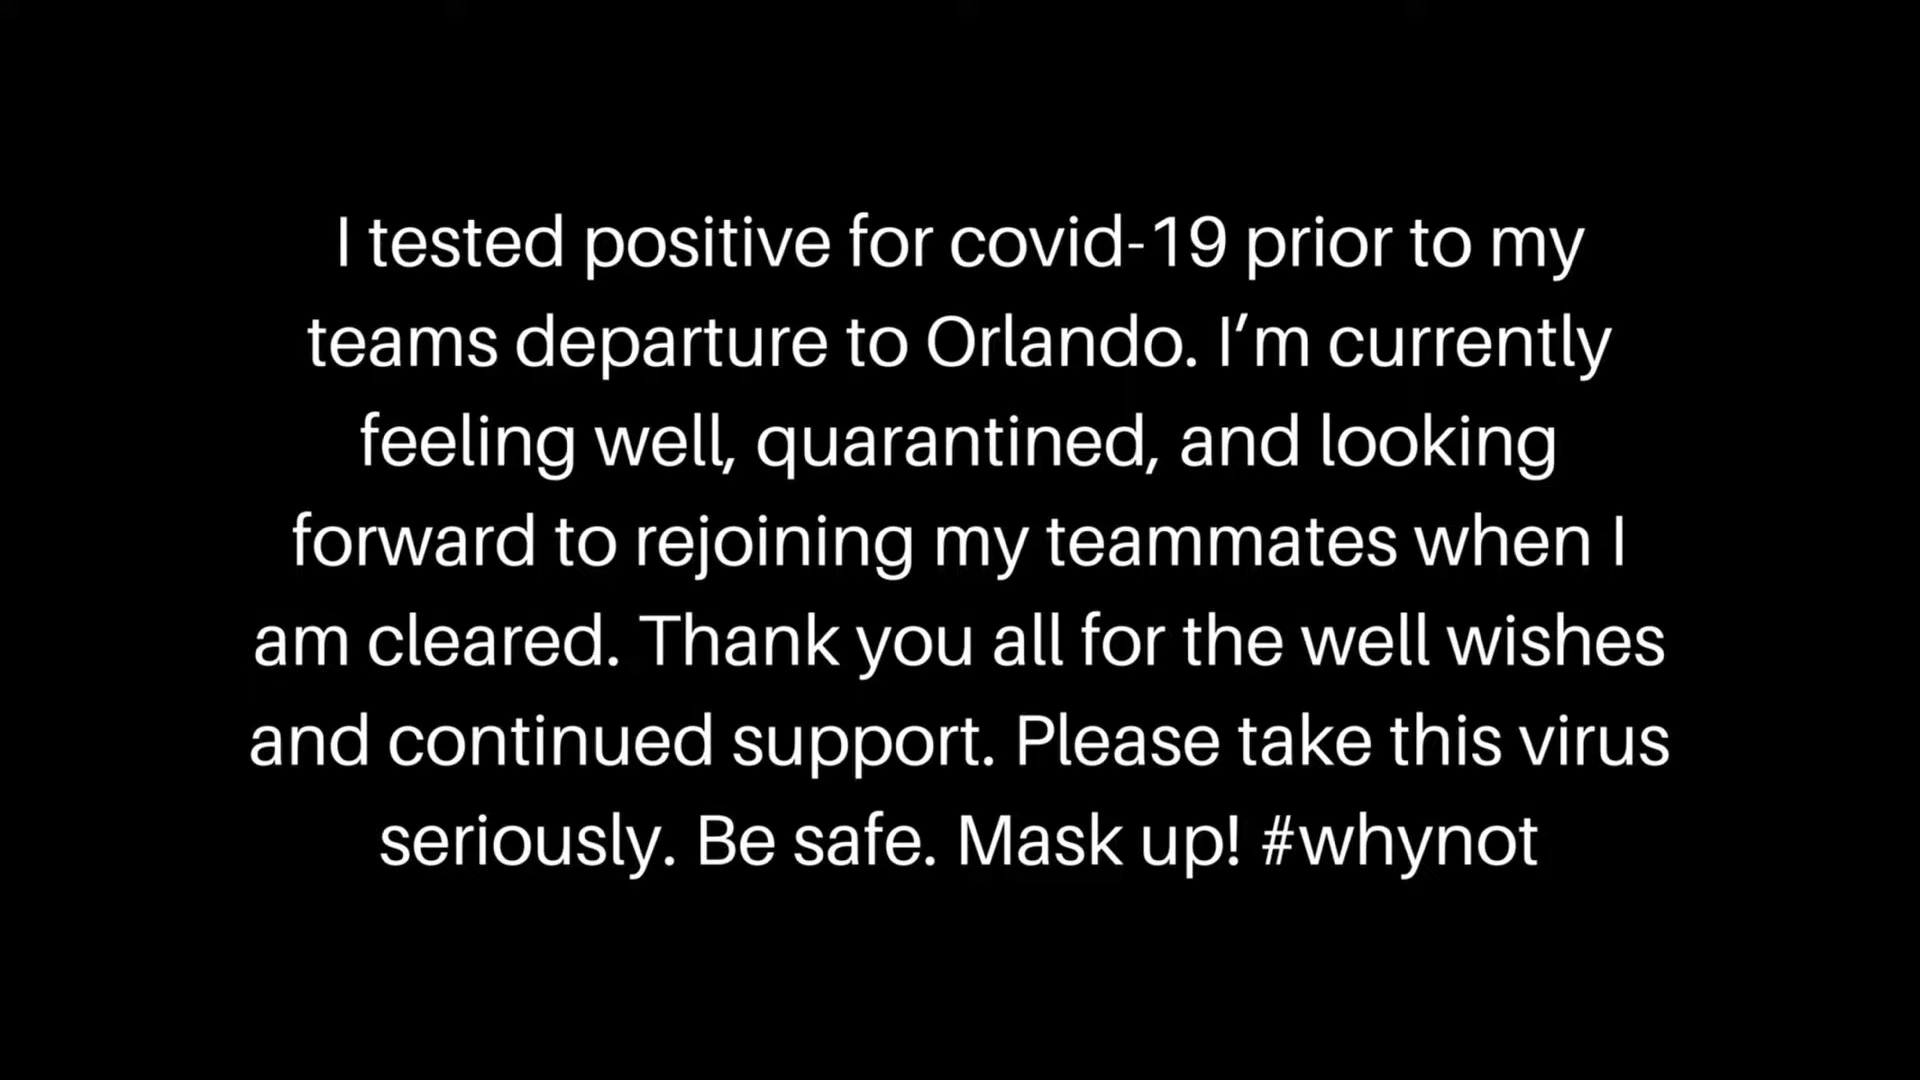 I tested positive for covid-19 prior to my
teams departure to Orlando. I’m currently
feeling well, quarantined, and looking
forward to rejoining my teammates when I
am cleared. Thank you all for the well wishes
and continued support. Please take this virus
seriously. Be safe. Mask up! #whynot